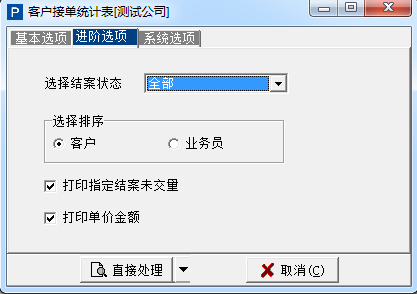 客户接单统计表[测试公司]
基本选项 进阶选项 系统选项
选择结案状态 全部
选择排序
客户 业务员
打印指定结案未交量
打印单价金额
直接处理 取消(C)